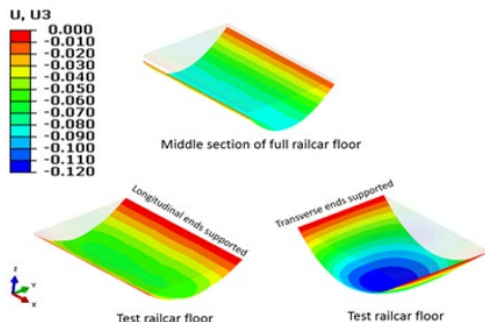 U, U3
0.000
-0.010
-0.020
-0.030
-0.040
-0.050
-0.060
-0.070
-0.080
-0.090
-0.100
-0.110
-0.120
Middle section of full railcar floor
Longitudinal ends supported
Transverse ends supported
Z
Y
X
Test railcar floor
Test railcar floor